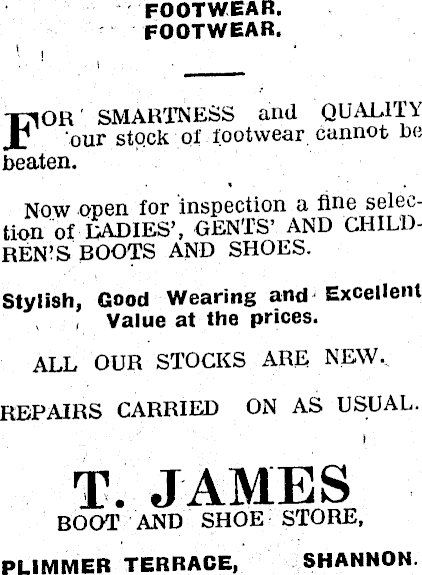 FOOTWEAR.
FOOTWEAR.
FOR SMARTNESS and QUALITY
our stock of footwear cannot be
beaten.
Now open for inspection a fine selec-
tion of LADIES', GENTS' AND CHILD-
REN'S BOOTS AND SHOES.
Stylish, Good Wearing and Excellent
Value at the prices.
ALL OUR STOCKS ARE NEW.
REPAIRS CARRIED ON AS USUAL.
T. JAMES
BOOT AND SHOE STORE,
PLIMMER TERRACE, SHANNON.